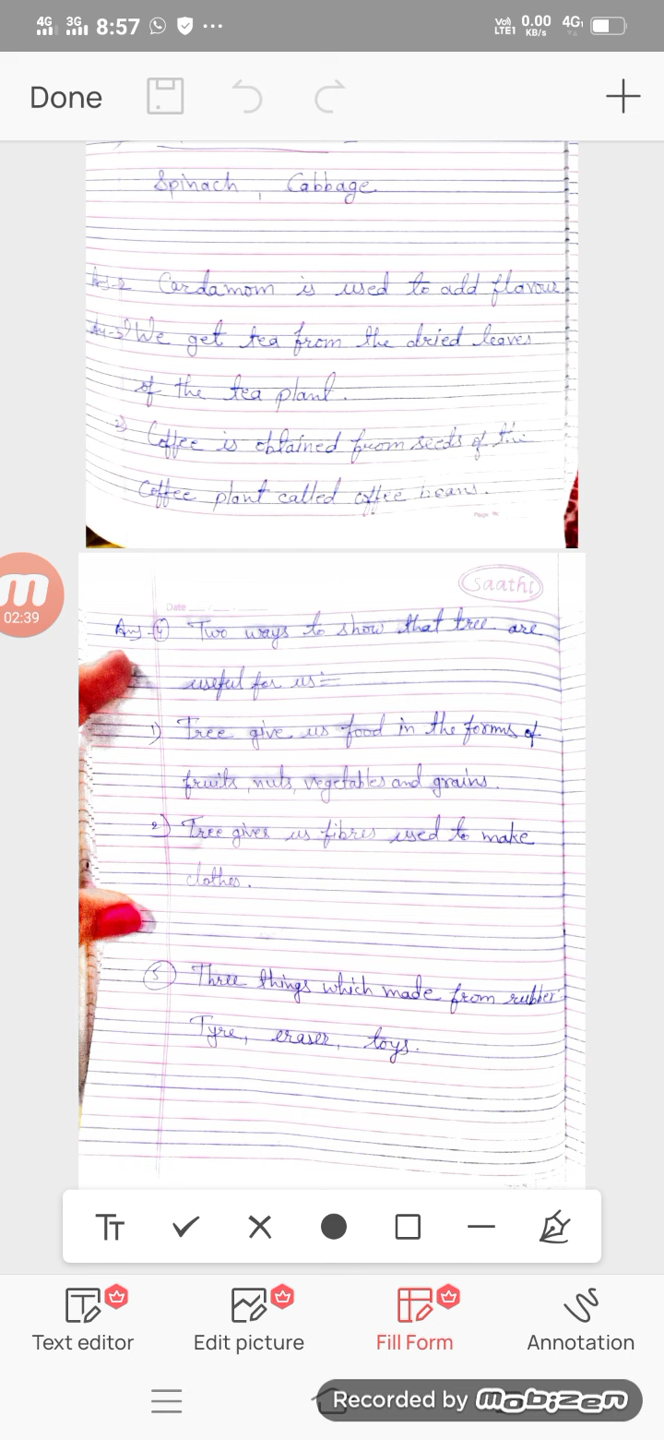 4G 3G 8:57 ... Vo) LTE1 0.00 KB/s 4G
Done
Spinach, Cabbage
Ans-2 Cardamom is used to add flavour
Ans-3) We get tea from the dried leaves
of the tea plant.
2) Coffee is obtained from seeds of the
Coffee plant called coffee beans.
Saathi
Date
Ans-4 Two ways to show that tree are
useful for us:=
1) Tree give us food in the forms of
fruits, nuts, vegetables and grains.
2) Tree gives us fibres used to make
clothes.
5 Three things which made from rubber:
Tyre, eraser, toys.
m
02:39
TT
Text editor Edit picture Fill Form Annotation
Recorded by mobizen